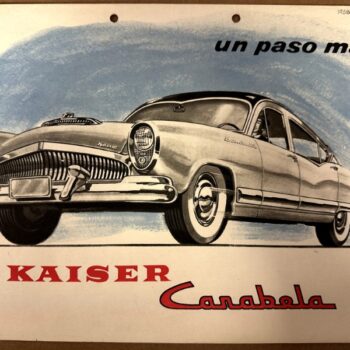 un paso m
KAISER
Carabela